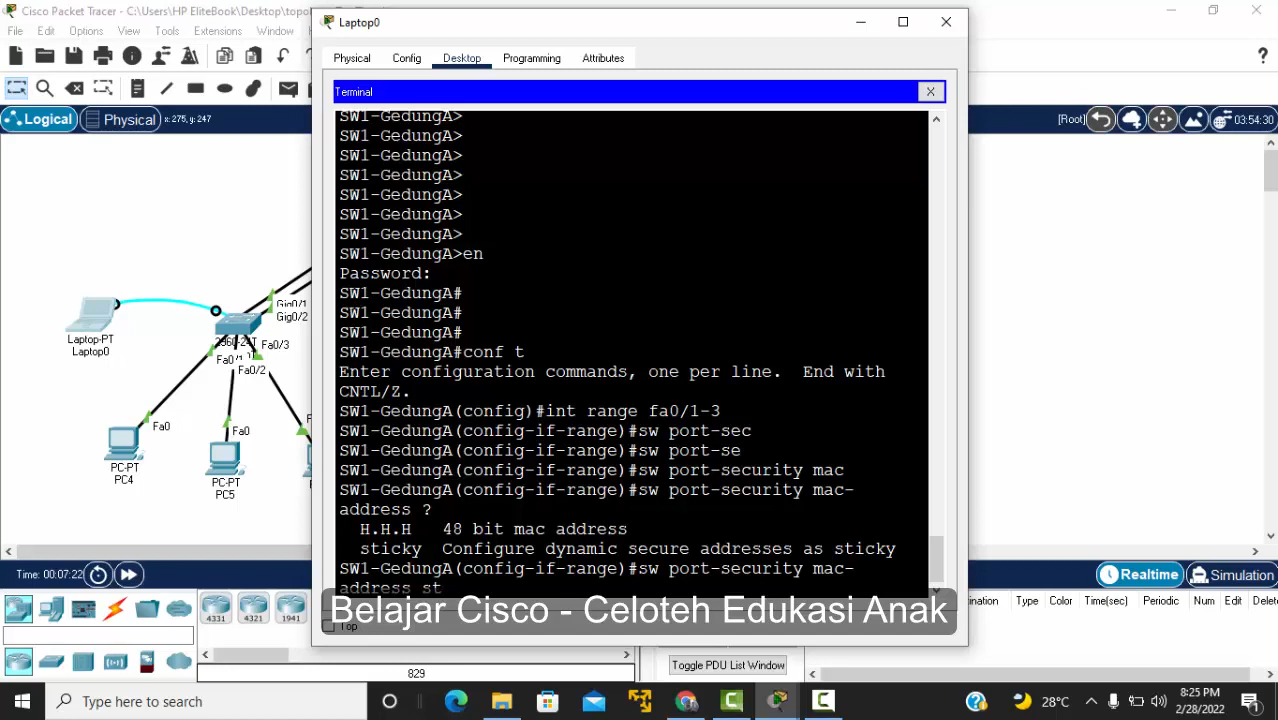 Cisco Packet Tracer - C:\Users\HP EliteBook\Desktop\topo
File Edit Options View Tools Extensions Window
?
Logical
Physical
x: 275, y: 247
[Root]
03:54:30
Laptop0
Physical
Config
Desktop
Programming
Attributes
Terminal
X
SW1-GedungA>
SW1-GedungA>
SW1-GedungA>
SW1-GedungA>
SW1-GedungA>
SW1-GedungA>
SW1-GedungA>
SW1-GedungA>en
Password:
SW1-GedungA#
SW1-GedungA#
SW1-GedungA#
SW1-GedungA#conf t
Enter configuration commands, one per line.  End with
CNTL/Z.
SW1-GedungA(config)#int range fa0/1-3
SW1-GedungA(config-if-range)#sw port-sec
SW1-GedungA(config-if-range)#sw port-se
SW1-GedungA(config-if-range)#sw port-security mac
SW1-GedungA(config-if-range)#sw port-security mac-
address ?
H.H.H   48 bit mac address
sticky  Configure dynamic secure addresses as sticky
SW1-GedungA(config-if-range)#sw port-security mac-
address st
Belajar Cisco - Celoteh Edukasi Anak
Top
Laptop-PT
Laptop0
Gig0/1
Gig0/2
2960-24TT
Fa0/3
Fa0/1
Fa0/2
Fa0
Fa0
PC-PT
PC4
PC-PT
PC5
Time: 00:07:22
Realtime
Simulation
4331
4321
1941
829
Toggle PDU List Window
Type
Color
Time(sec)
Periodic
Num
Edit
Type here to search
28°C
8:25 PM
2/28/2022
1